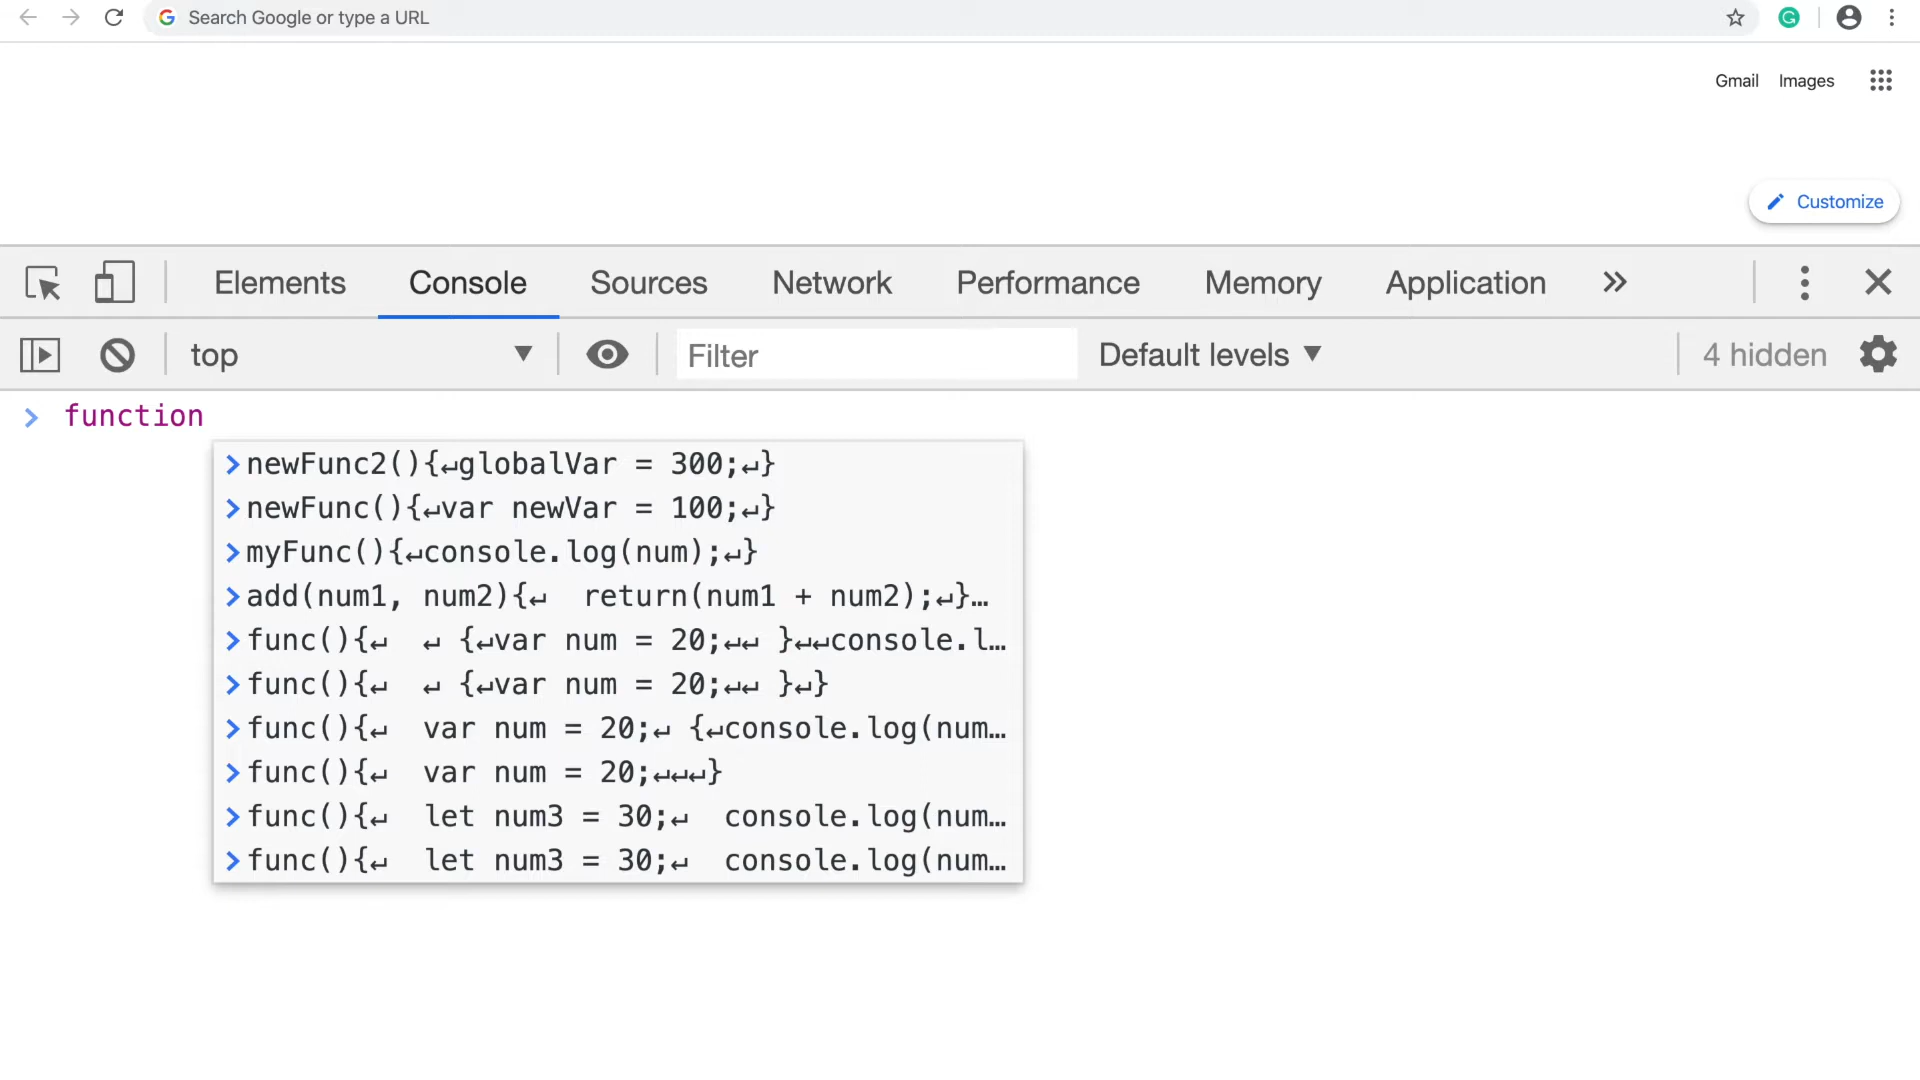 Search Google or type a URL
Gmail Images
Customize
Elements Console Sources Network Performance Memory Application »
top ▼ Filter Default levels ▼ 4 hidden
> function
>newFunc2(){↵globalVar = 300;↵}
>newFunc(){↵var newVar = 100;↵}
>myFunc(){↵console.log(num);↵}
>add(num1, num2){↵  return(num1 + num2);↵}…
>func(){↵  ↵ {↵var num = 20;↵↵ }↵↵console.l…
>func(){↵  ↵ {↵var num = 20;↵↵ }↵}
>func(){↵  var num = 20;↵ {↵console.log(num…
>func(){↵  var num = 20;↵↵↵}
>func(){↵  let num3 = 30;↵  console.log(num…
>func(){↵  let num3 = 30;↵  console.log(num…